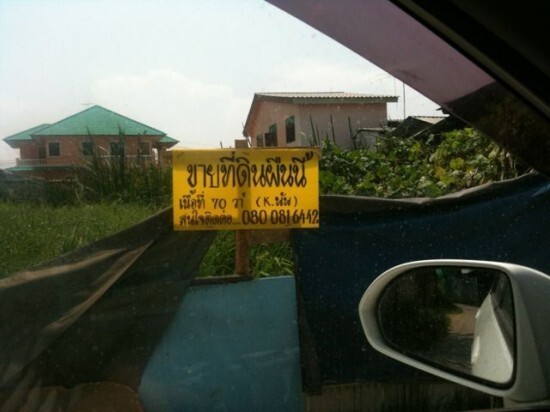 ขายที่ดินผืนนี้
เนื้อที่ 70 วา (K.นัน)
สนใจติดต่อ... 080 081 6442